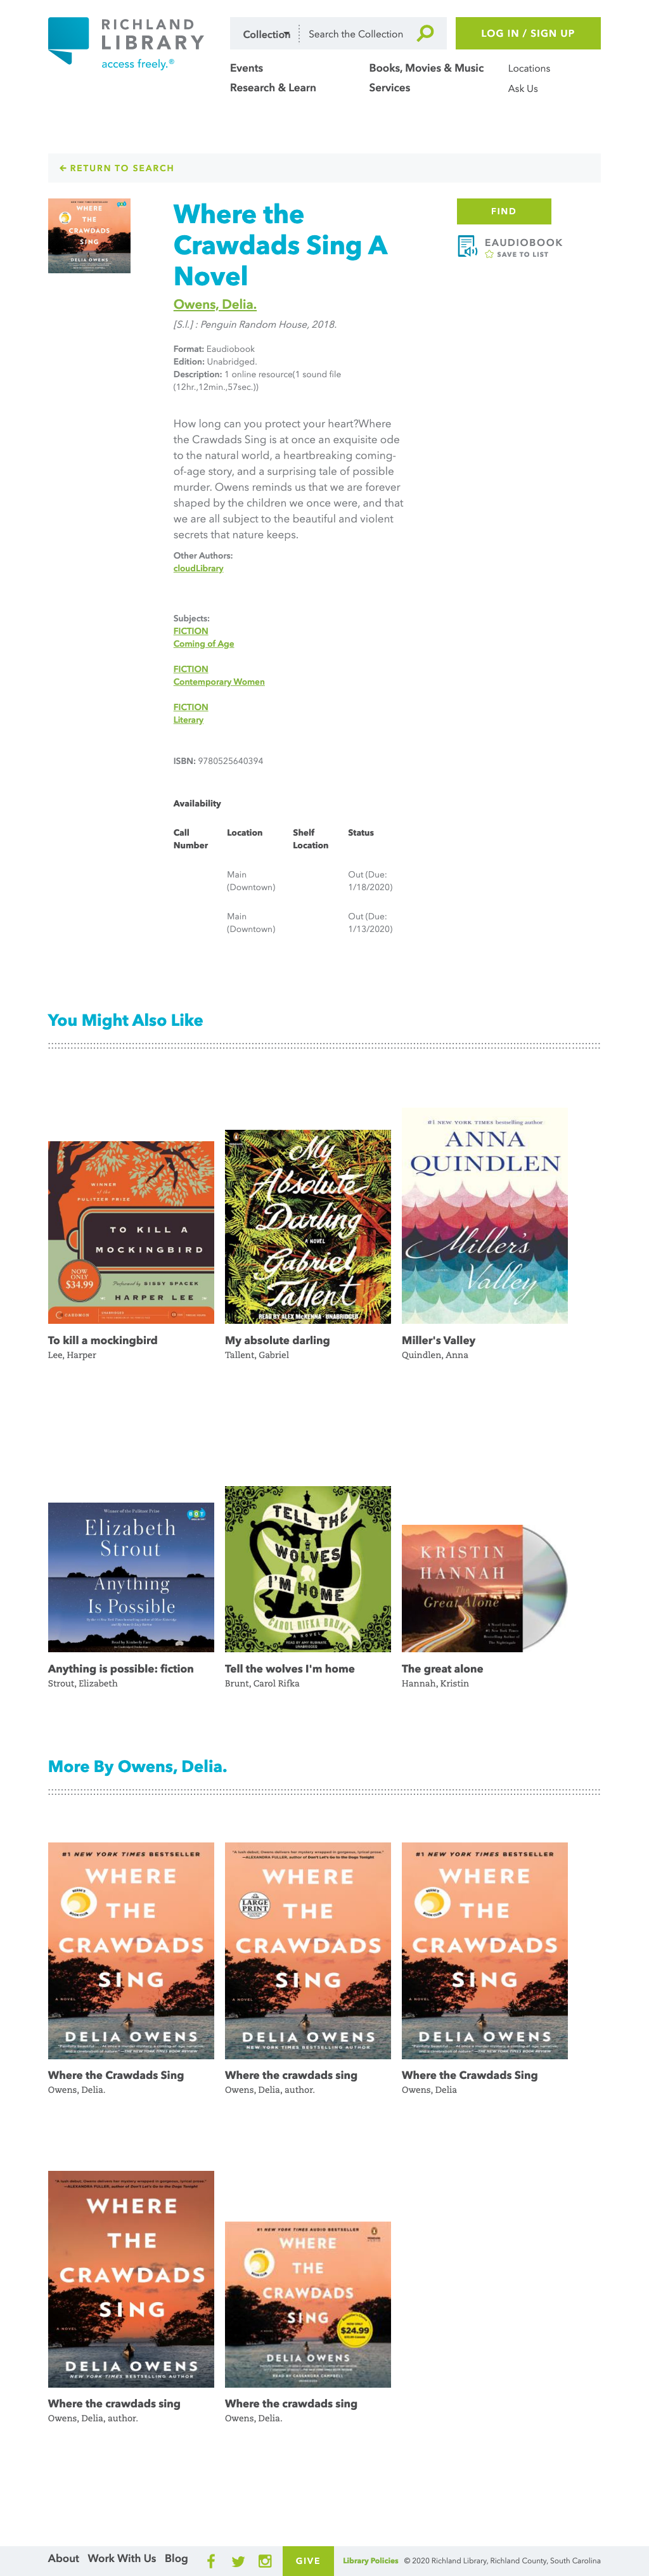 RICHLAND
LIBRARY
access freely.®
Collection
Search the Collection
LOG IN / SIGN UP
Events
Books, Movies & Music
Locations
Research & Learn
Services
Ask Us
← RETURN TO SEARCH
WHERE
THE
CRAWDADS
SING
DELIA OWENS
Where the
Crawdads Sing A
Novel
Owens, Delia.
[S.l.] : Penguin Random House, 2018.
FIND
EAUDIOBOOK
SAVE TO LIST
Format: Eaudiobook
Edition: Unabridged.
Description: 1 online resource(1 sound file
(12hr.,12min.,57sec.))
How long can you protect your heart?Where
the Crawdads Sing is at once an exquisite ode
to the natural world, a heartbreaking coming-
of-age story, and a surprising tale of possible
murder. Owens reminds us that we are forever
shaped by the children we once were, and that
we are all subject to the beautiful and violent
secrets that nature keeps.
Other Authors:
cloudLibrary
Subjects:
FICTION
Coming of Age
FICTION
Contemporary Women
FICTION
Literary
ISBN: 9780525640394
Availability
Call Number Location Shelf Location Status
Main (Downtown) Out (Due: 1/18/2020)
Main (Downtown) Out (Due: 1/13/2020)
You Might Also Like
WINNER
of the
PULITZER PRIZE
TO KILL A
MOCKINGBIRD
NOW
ONLY
$34.99
Performed by SISSY SPACEK
HARPER LEE
My
Absolute
Darling
A NOVEL
Gabriel
Tallent
READ BY ALEX McKENNA · UNABRIDGED
#1 NEW YORK TIMES bestselling author
ANNA
QUINDLEN
Miller's
Valley
To kill a mockingbird
Lee, Harper
My absolute darling
Tallent, Gabriel
Miller's Valley
Quindlen, Anna
Winner of the Pulitzer Prize
Elizabeth
Strout
Anything
Is Possible
TELL THE
WOLVES
I'M HOME
A NOVEL
CAROL RIFKA BRUNT
KRISTIN
HANNAH
The
Great Alone
Anything is possible: fiction
Strout, Elizabeth
Tell the wolves I'm home
Brunt, Carol Rifka
The great alone
Hannah, Kristin
More By Owens, Delia.
#1 NEW YORK TIMES BESTSELLER
WHERE
THE
CRAWDADS
SING
A NOVEL
DELIA OWENS
WHERE
LARGE
PRINT
THE
CRAWDADS
SING
A NOVEL
DELIA OWENS
NEW YORK TIMES BESTSELLING AUTHOR
#1 NEW YORK TIMES BESTSELLER
WHERE
THE
CRAWDADS
SING
A NOVEL
DELIA OWENS
Where the Crawdads Sing
Owens, Delia.
Where the crawdads sing
Owens, Delia, author.
Where the Crawdads Sing
Owens, Delia
WHERE
THE
CRAWDADS
SING
A NOVEL
DELIA OWENS
NEW YORK TIMES BESTSELLING AUTHOR
#1 NEW YORK TIMES AUDIO BESTSELLER
WHERE
THE
CRAWDADS
SING
$24.99
DELIA OWENS
READ BY CASSANDRA CAMPBELL
Where the crawdads sing
Owens, Delia, author.
Where the crawdads sing
Owens, Delia.
About Work With Us Blog
GIVE
Library Policies © 2020 Richland Library, Richland County, South Carolina